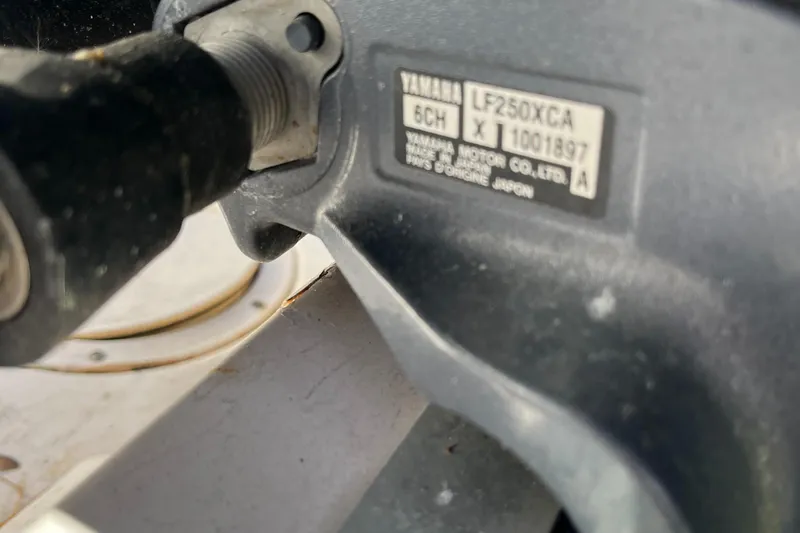 YAMAHA LF250XCA
6CH X 1001897
YAMAHA MOTOR CO.,LTD. A
MADE IN JAPAN
PAYS D'ORIGINE JAPON